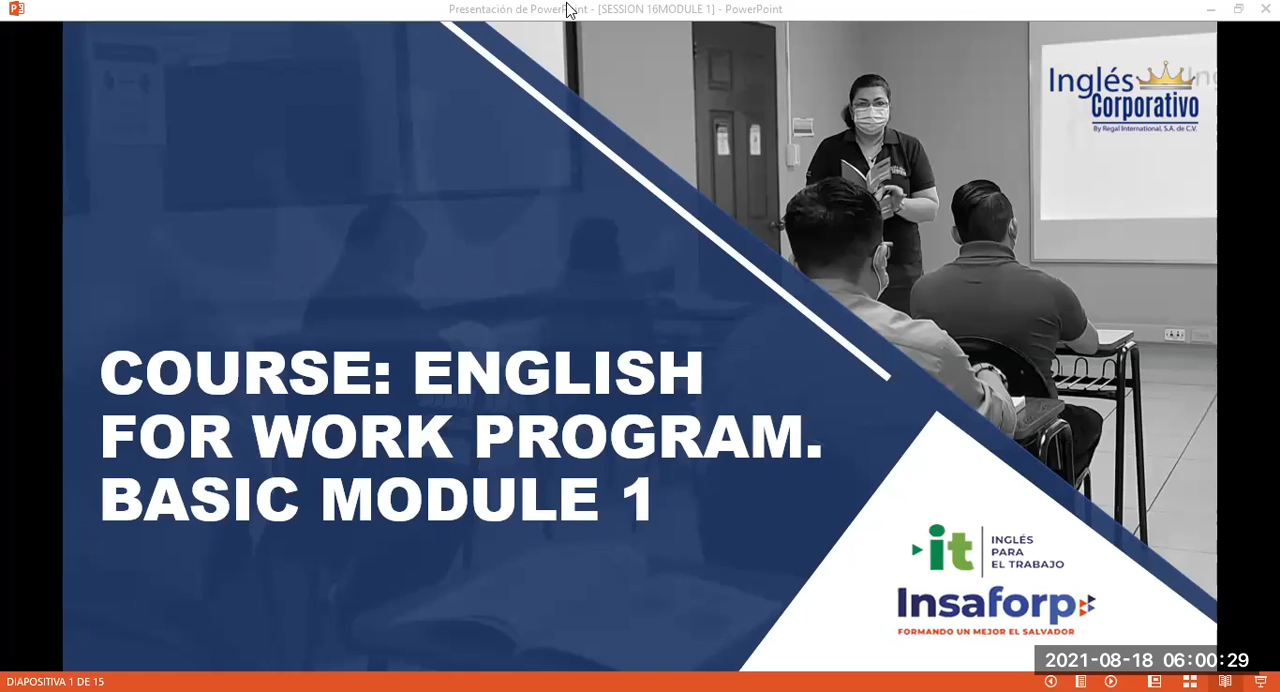 Presentación de PowerPoint - [SESSION 16MODULE 1] - PowerPoint
Inglés
Corporativo
By Regal International, S.A. de C.V.
COURSE: ENGLISH
FOR WORK PROGRAM.
BASIC MODULE 1
it
INGLÉS
PARA
EL TRABAJO
Insaforp
FORMANDO UN MEJOR EL SALVADOR
2021-08-18 06:00:29
DIAPOSITIVA 1 DE 15